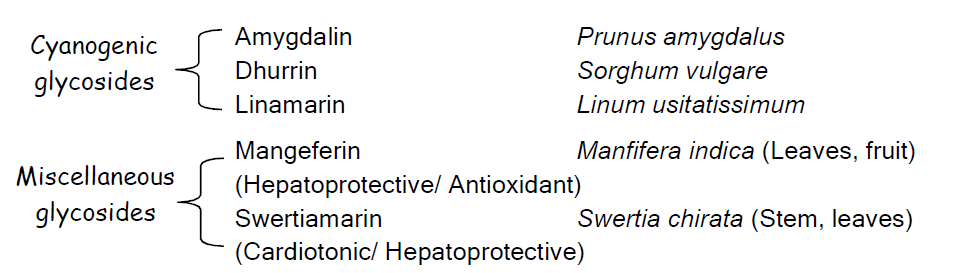 Cyanogenic glycosides
Amygdalin Prunus amygdalus
Dhurrin Sorghum vulgare
Linamarin Linum usitatissimum
Miscellaneous glycosides
Mangeferin Manfifera indica (Leaves, fruit)
(Hepatoprotective/ Antioxidant)
Swertiamarin Swertia chirata (Stem, leaves)
(Cardiotonic/ Hepatoprotective)